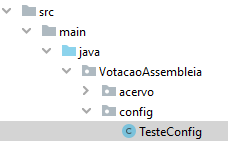 src
main
java
VotacaoAssembleia
acervo
config
TesteConfig